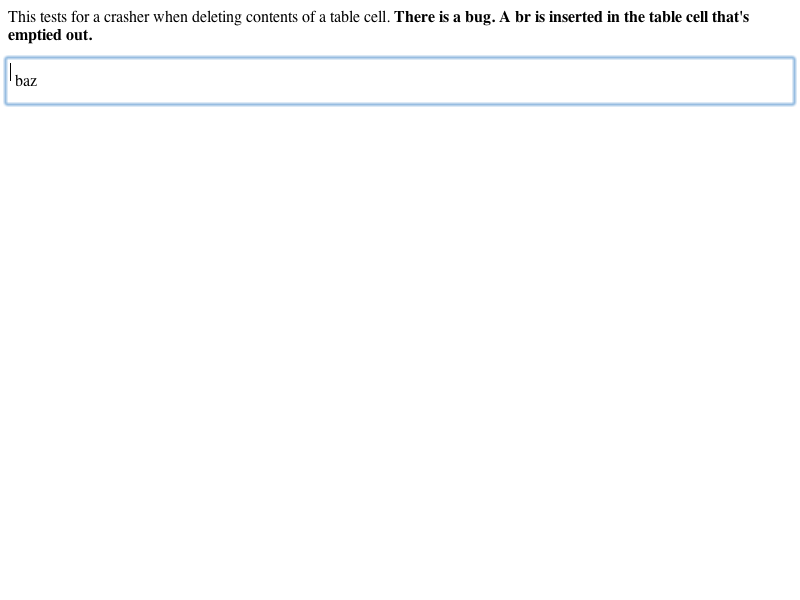 This tests for a crasher when deleting contents of a table cell. There is a bug. A br is inserted in the table cell that's
emptied out.
baz